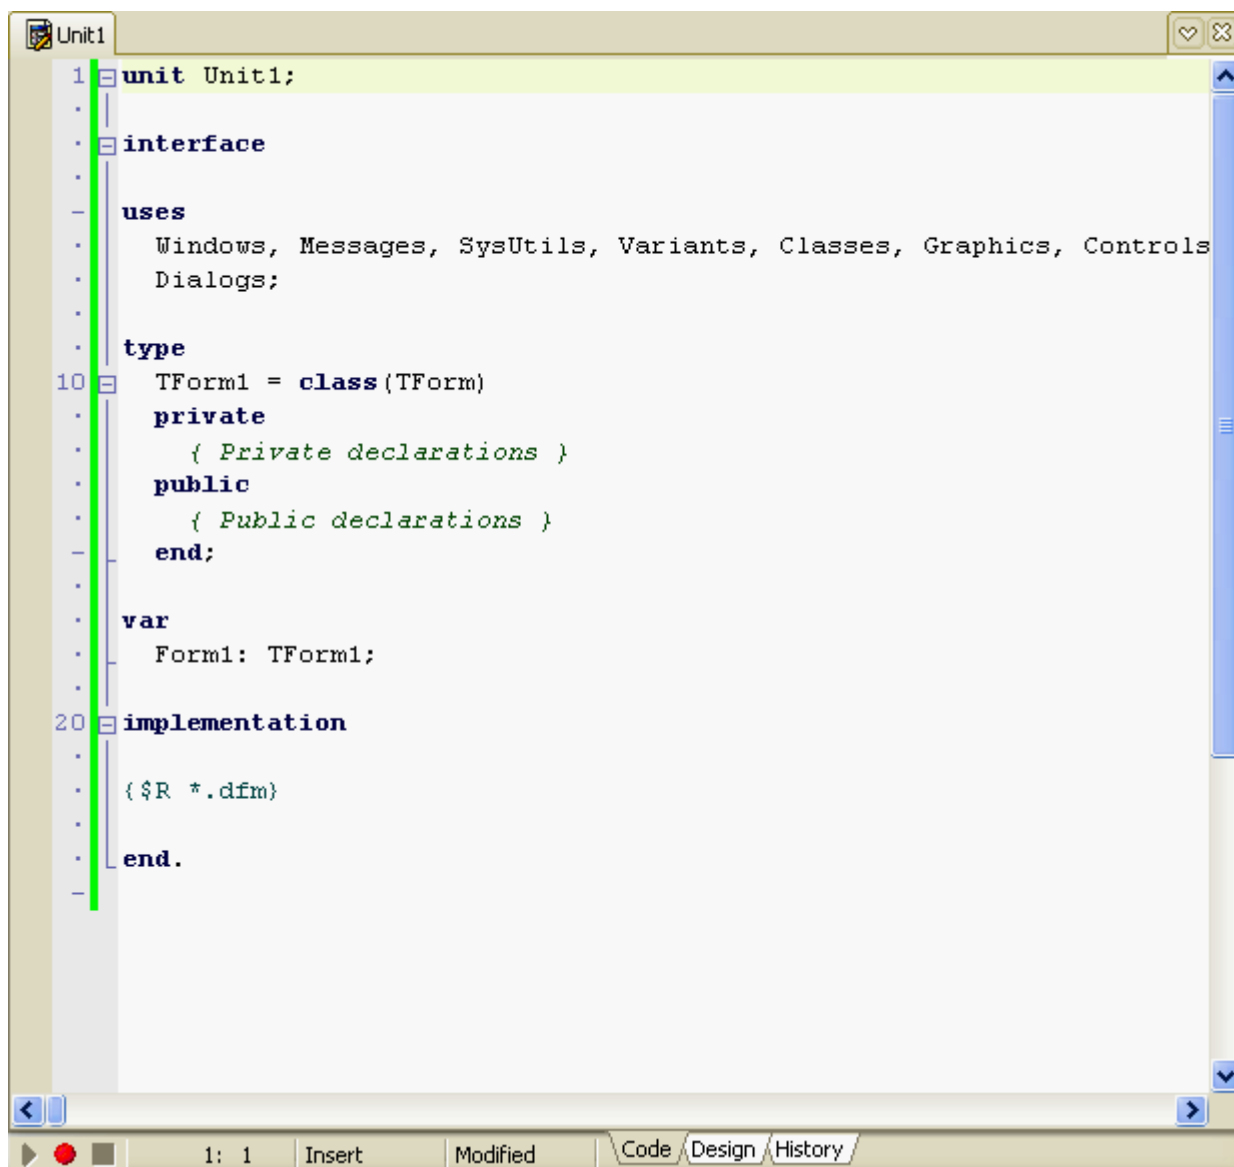 Unit1
1 unit Unit1;
interface
uses
Windows, Messages, SysUtils, Variants, Classes, Graphics, Controls
Dialogs;
type
10 TForm1 = class(TForm)
private
{ Private declarations }
public
{ Public declarations }
end;
var
Form1: TForm1;
20 implementation
{$R *.dfm}
end.
1: 1 Insert Modified Code Design History